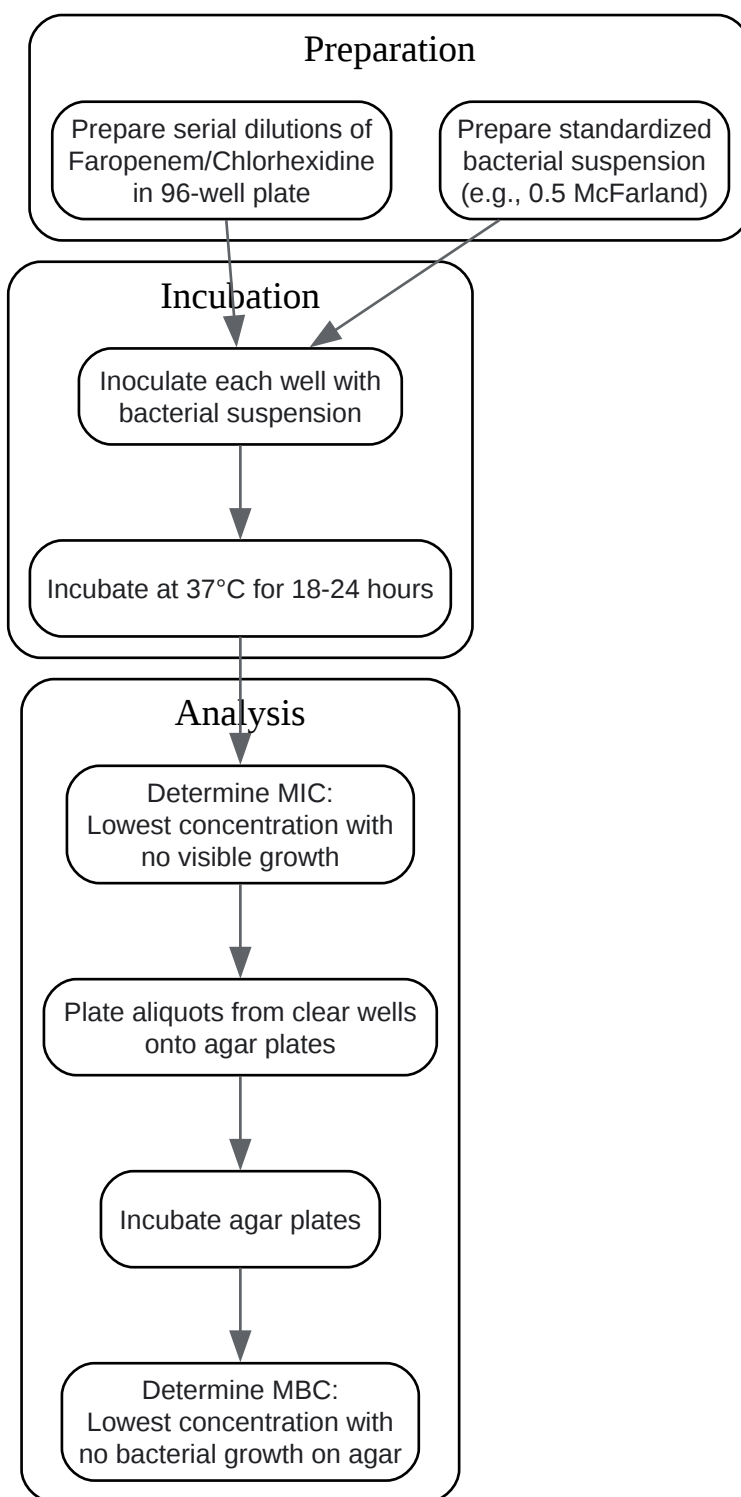 Preparation
Prepare serial dilutions of
Faropenem/Chlorhexidine
in 96-well plate
Prepare standardized
bacterial suspension
(e.g., 0.5 McFarland)
Incubation
Inoculate each well with
bacterial suspension
Incubate at 37°C for 18-24 hours
Analysis
Determine MIC:
Lowest concentration with
no visible growth
Plate aliquots from clear wells
onto agar plates
Incubate agar plates
Determine MBC:
Lowest concentration with
no bacterial growth on agar